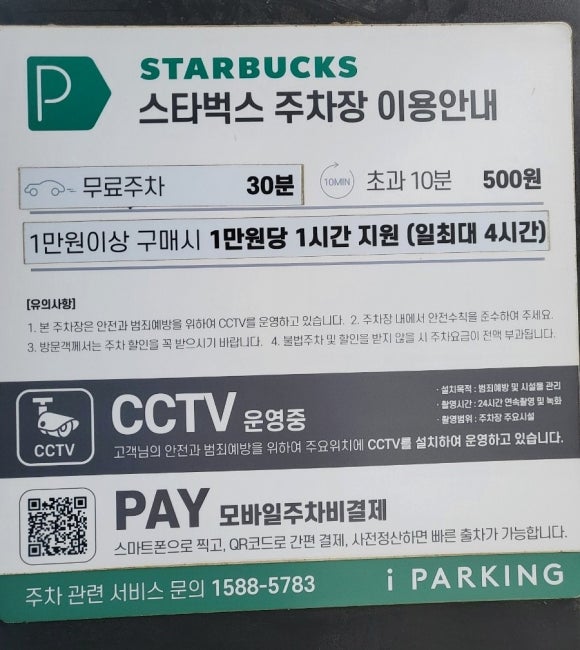 P
STARBUCKS
스타벅스 주차장 이용안내
무료주차 30분 10MIN 초과 10분 500원
1만원이상 구매시 1만원당 1시간 지원 (일최대 4시간)
[유의사항]
1. 본 주차장은 안전과 범죄예방을 위하여 CCTV를 운영하고 있습니다. 2. 주차장 내에서 안전수칙을 준수하여 주세요.
3. 방문객께서는 주차 할인을 꼭 받으시기 바랍니다. 4. 불법주차 및 할인을 받지 않을 시 주차요금이 전액 부과됩니다.
CCTV
CCTV 운영중
· 설치목적 : 범죄예방 및 시설물 관리
· 촬영시간 : 24시간 연속촬영 및 녹화
· 촬영범위 : 주차장 주요시설
고객님의 안전과 범죄예방을 위하여 주요위치에 CCTV를 설치하여 운영하고 있습니다.
PAY 모바일주차비결제
스마트폰으로 찍고, QR코드로 간편 결제, 사전정산하면 빠른 출차가 가능합니다.
주차 관련 서비스 문의 1588-5783
i PARKING